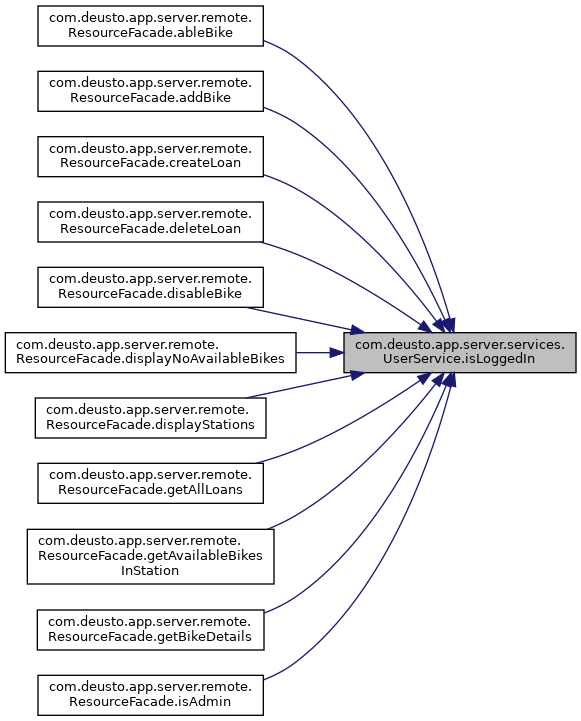 com.deusto.app.server.remote.
ResourceFacade.ableBike
com.deusto.app.server.remote.
ResourceFacade.addBike
com.deusto.app.server.remote.
ResourceFacade.createLoan
com.deusto.app.server.remote.
ResourceFacade.deleteLoan
com.deusto.app.server.remote.
ResourceFacade.disableBike
com.deusto.app.server.remote.
ResourceFacade.displayNoAvailableBikes
com.deusto.app.server.services.
UserService.isLoggedIn
com.deusto.app.server.remote.
ResourceFacade.displayStations
com.deusto.app.server.remote.
ResourceFacade.getAllLoans
com.deusto.app.server.remote.
ResourceFacade.getAvailableBikes
InStation
com.deusto.app.server.remote.
ResourceFacade.getBikeDetails
com.deusto.app.server.remote.
ResourceFacade.isAdmin